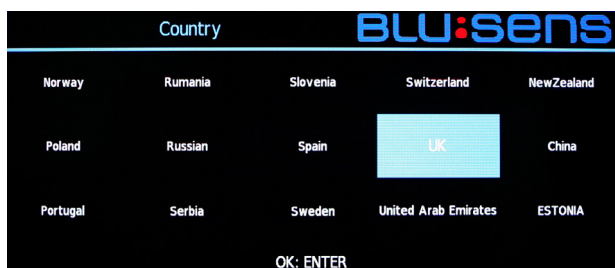 Country BLU:SENS
Norway Rumania Slovenia Switzerland NewZealand
Poland Russian Spain UK China
Portugal Serbia Sweden United Arab Emirates ESTONIA
OK: ENTER